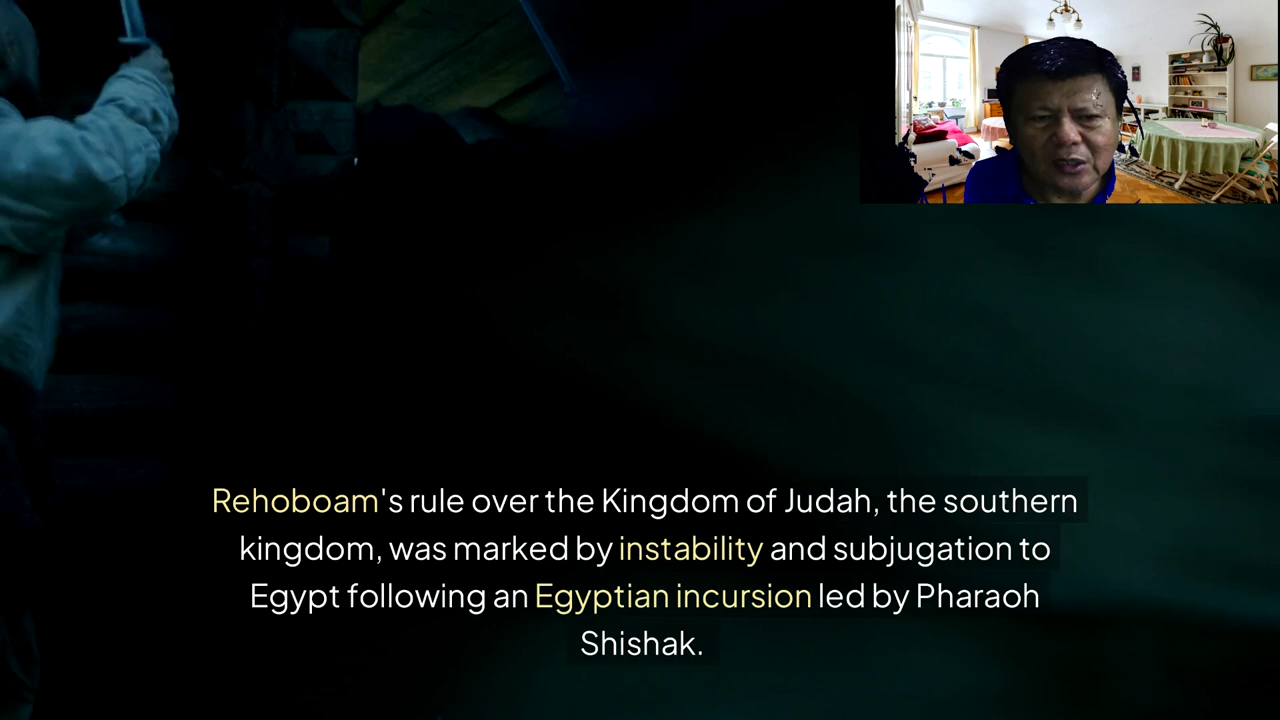 Rehoboam's rule over the Kingdom of Judah, the southern
kingdom, was marked by instability and subjugation to
Egypt following an Egyptian incursion led by Pharaoh
Shishak.